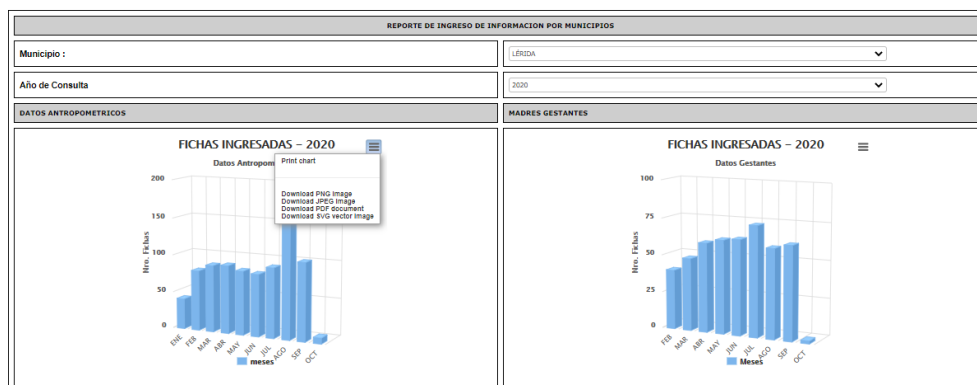 REPORTE DE INGRESO DE INFORMACION POR MUNICIPIOS
Municipio :
LÉRIDA
Año de Consulta
2020
DATOS ANTROPOMETRICOS
MADRES GESTANTES
FICHAS INGRESADAS - 2020
Datos Antropom
Print chart
Download PNG image
Download JPEG image
Download PDF document
Download SVG vector image
Nro. Fichas
200
150
100
50
0
ENE
FEB
MAR
ABR
MAY
JUN
JUL
AGO
SEP
OCT
meses
FICHAS INGRESADAS - 2020
Datos Gestantes
Nro. Fichas
100
75
50
25
0
FEB
MAR
ABR
MAY
JUN
JUL
AGO
SEP
OCT
Meses